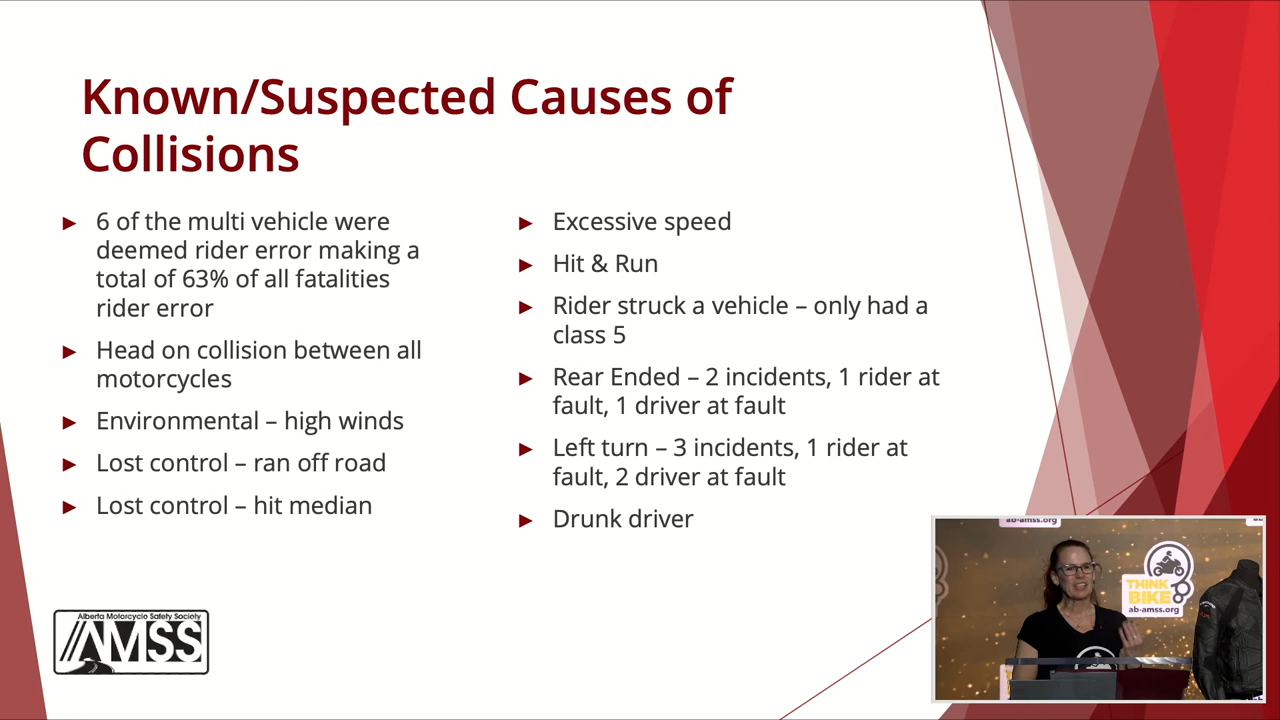 Known/Suspected Causes of
Collisions
6 of the multi vehicle were
deemed rider error making a
total of 63% of all fatalities
rider error
Head on collision between all
motorcycles
Environmental – high winds
Lost control – ran off road
Lost control – hit median
Excessive speed
Hit & Run
Rider struck a vehicle – only had a
class 5
Rear Ended – 2 incidents, 1 rider at
fault, 1 driver at fault
Left turn – 3 incidents, 1 rider at
fault, 2 driver at fault
Drunk driver
Alberta Motorcycle Safety Society
AMSS
ab-amss.org
THINK
BIKE
ab-amss.org